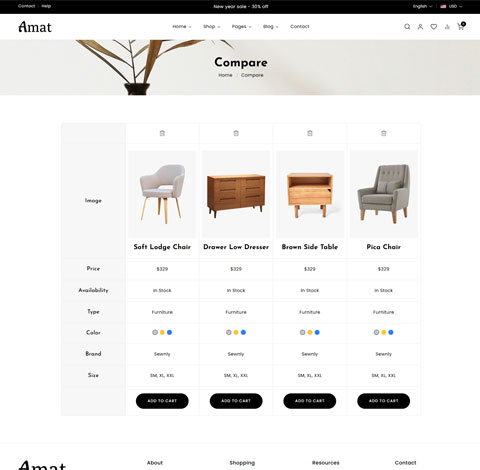 Contact Help New year sale - 30% off English USD
Amat Home Shop Pages Blog Contact 0
Compare
Home / Compare
Image
Soft Lodge Chair Drawer Low Dresser Brown Side Table Pica Chair
Price $329 $329 $329 $329
Availability In Stock In Stock In Stock In Stock
Type Furniture Furniture Furniture Furniture
Color
Brand Sewnly Sewnly Sewnly Sewnly
Size SM, XL, XXL SM, XL, XXL SM, XL, XXL SM, XL, XXL
ADD TO CART ADD TO CART ADD TO CART ADD TO CART
Amat About Shopping Resources Contact